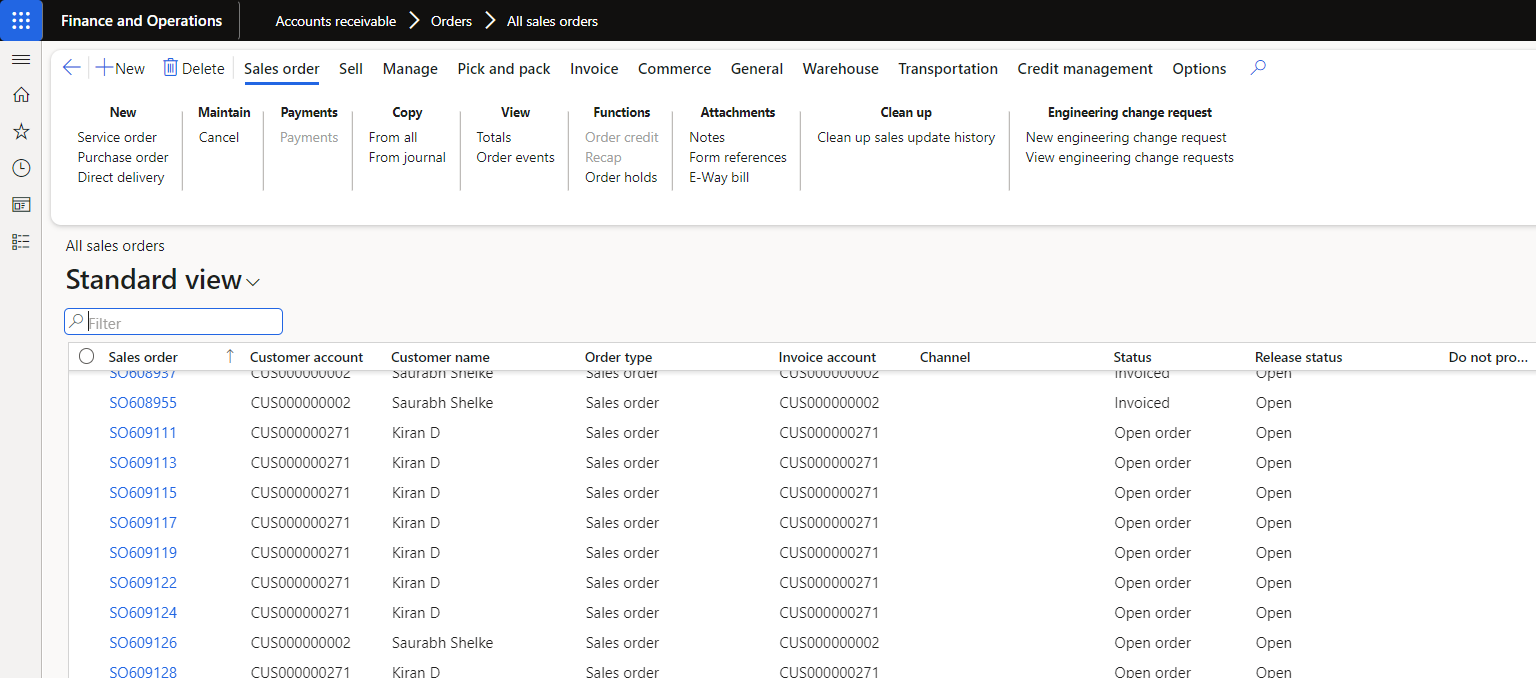 Finance and Operations Accounts receivable Orders All sales orders
New Delete Sales order Sell Manage Pick and pack Invoice Commerce General Warehouse Transportation Credit management Options
New Maintain Payments Copy View Functions Attachments Clean up Engineering change request
Service order Cancel Payments From all Totals Order credit Notes Clean up sales update history New engineering change request
Purchase order From journal Order events Recap Form references View engineering change requests
Direct delivery Order holds E-Way bill
All sales orders
Standard view
Filter
Sales order Customer account Customer name Order type Invoice account Channel Status Release status Do not pro...
SO608937 CUS000000002 Saurabh Shelke Sales order CUS000000002 Invoiced Open
SO608955 CUS000000002 Saurabh Shelke Sales order CUS000000002 Invoiced Open
SO609111 CUS000000271 Kiran D Sales order CUS000000271 Open order Open
SO609113 CUS000000271 Kiran D Sales order CUS000000271 Open order Open
SO609115 CUS000000271 Kiran D Sales order CUS000000271 Open order Open
SO609117 CUS000000271 Kiran D Sales order CUS000000271 Open order Open
SO609119 CUS000000271 Kiran D Sales order CUS000000271 Open order Open
SO609122 CUS000000271 Kiran D Sales order CUS000000271 Open order Open
SO609124 CUS000000271 Kiran D Sales order CUS000000271 Open order Open
SO609126 CUS000000002 Saurabh Shelke Sales order CUS000000002 Open order Open
SO609128 CUS000000271 Kiran D Sales order CUS000000271 Open order Open